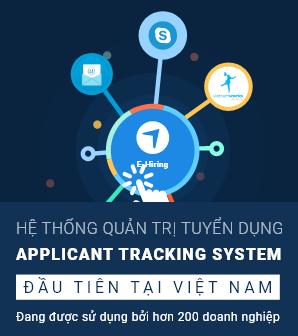 vietnamworks
E-Hiring
HỆ THỐNG QUẢN TRỊ TUYỂN DỤNG
APPLICANT TRACKING SYSTEM
ĐẦU TIÊN TẠI VIỆT NAM
Đang được sử dụng bởi hơn 200 doanh nghiệp